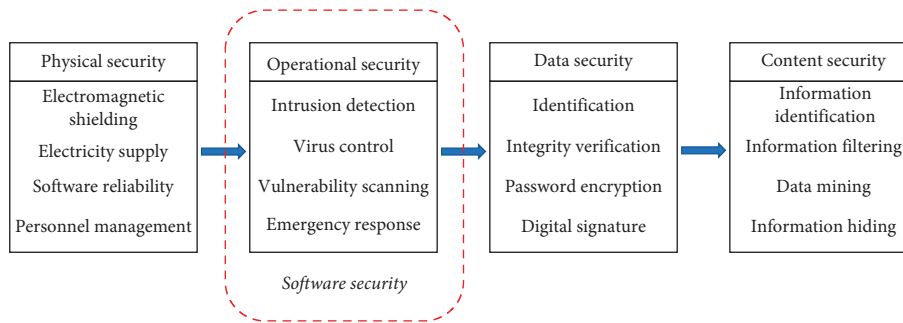 Physical security
Electromagnetic
shielding
Electricity supply
Software reliability
Personnel management
Operational security
Intrusion detection
Virus control
Vulnerability scanning
Emergency response
Software security
Data security
Identification
Integrity verification
Password encryption
Digital signature
Content security
Information
identification
Information filtering
Data mining
Information hiding